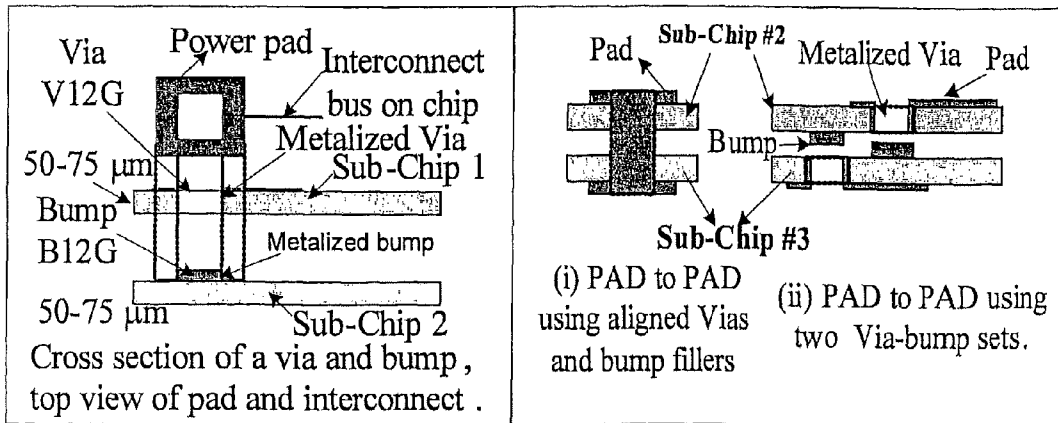 Power pad
Via
V12G
Interconnect
bus on chip
Metalized Via
50-75 μm
Sub-Chip 1
Bump
B12G
Metalized bump
50-75 μm
Sub-Chip 2
Cross section of a via and bump ,
top view of pad and interconnect .
Pad
Sub-Chip #2
Metalized Via
Pad
Bump
Sub-Chip #3
(i) PAD to PAD
using aligned Vias
and bump fillers
(ii) PAD to PAD using
two Via-bump sets.